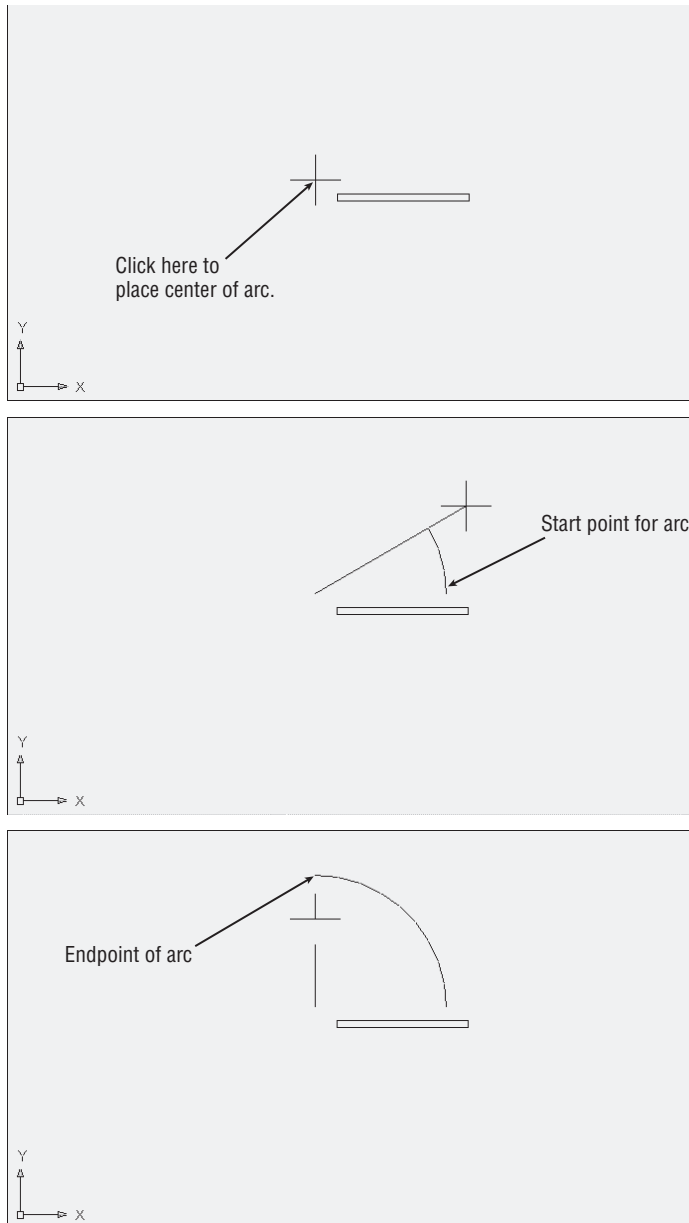 Click here to
place center of arc.
Y
X
Start point for arc
Y
X
Endpoint of arc
Y
X